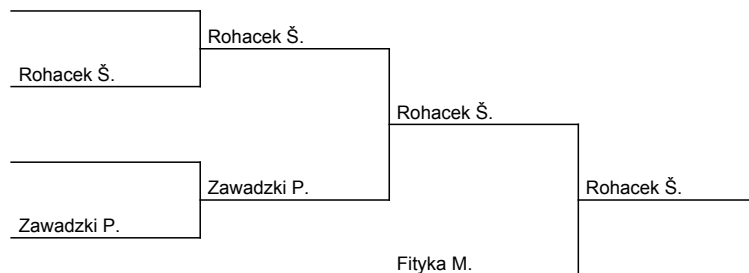 Rohacek Š.
Rohacek Š.
Rohacek Š.
Zawadzki P.
Rohacek Š.
Zawadzki P.
Fityka M.